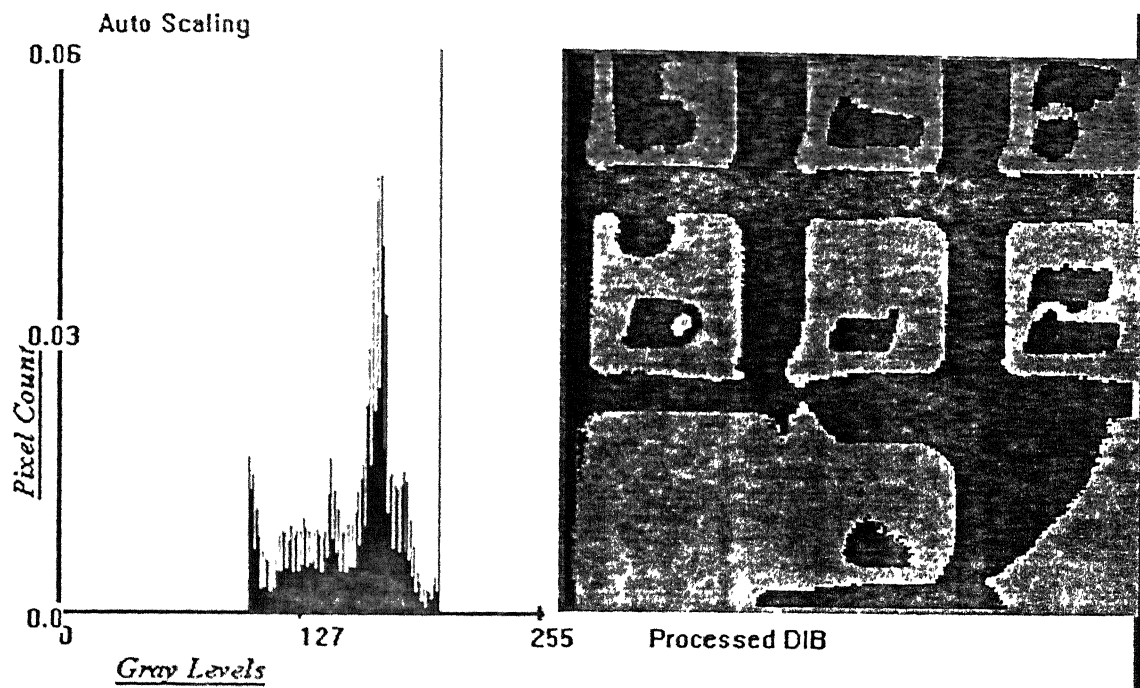 Auto Scaling
0.06
0.03
Pixel Count
0.0
0
127
255
Gray Levels
Processed DIB